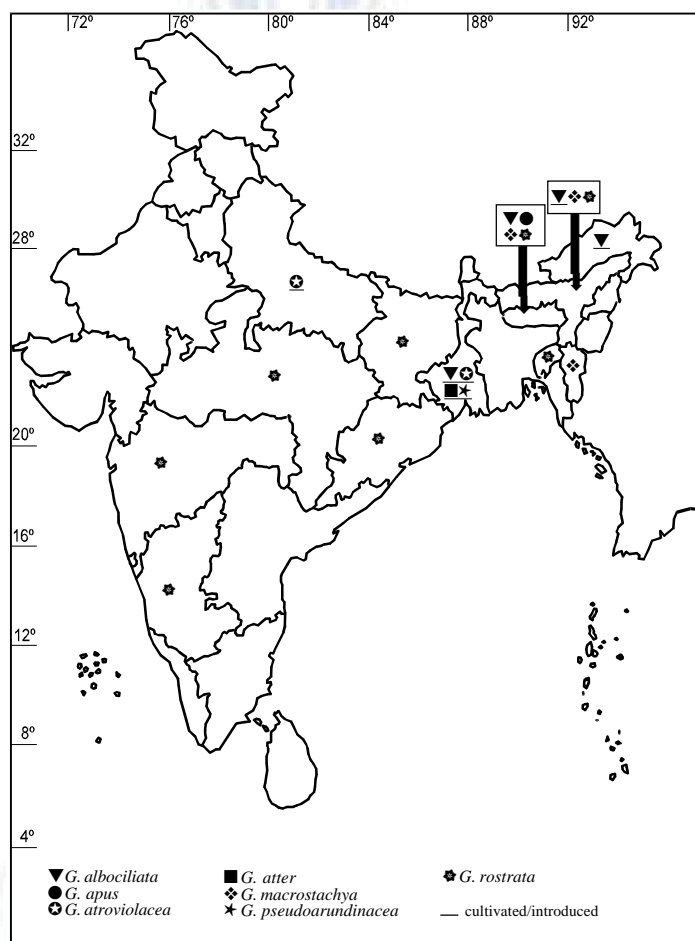 72º 76º 80º 84º 88º 92º
32º
28º
20º
16º
12º
8º
4º
G. albociliata G. atter G. rostrata
G. apus G. macrostachya
G. atroviolacea G. pseudoarundinacea cultivated/introduced